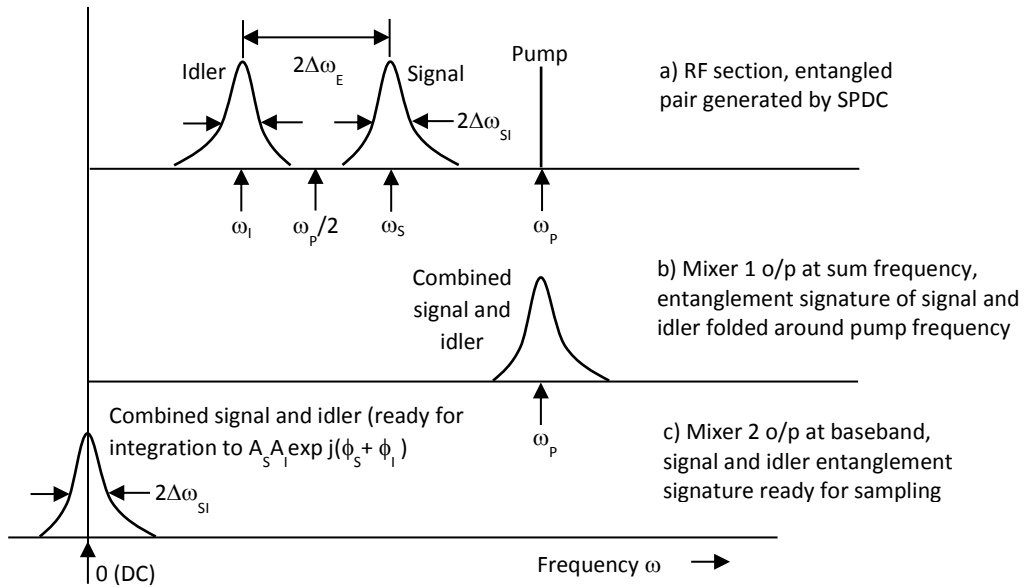 Idler
2Δω_E
Signal
Pump
a) RF section, entangled
pair generated by SPDC
2Δω_SI
ω_I
ω_P/2
ω_S
ω_P
Combined
signal and
idler
b) Mixer 1 o/p at sum frequency,
entanglement signature of signal and
idler folded around pump frequency
ω_P
Combined signal and idler (ready for
integration to A_S A_I exp j(ϕ_S + ϕ_I)
c) Mixer 2 o/p at baseband,
signal and idler entanglement
signature ready for sampling
2Δω_SI
0 (DC)
Frequency ω